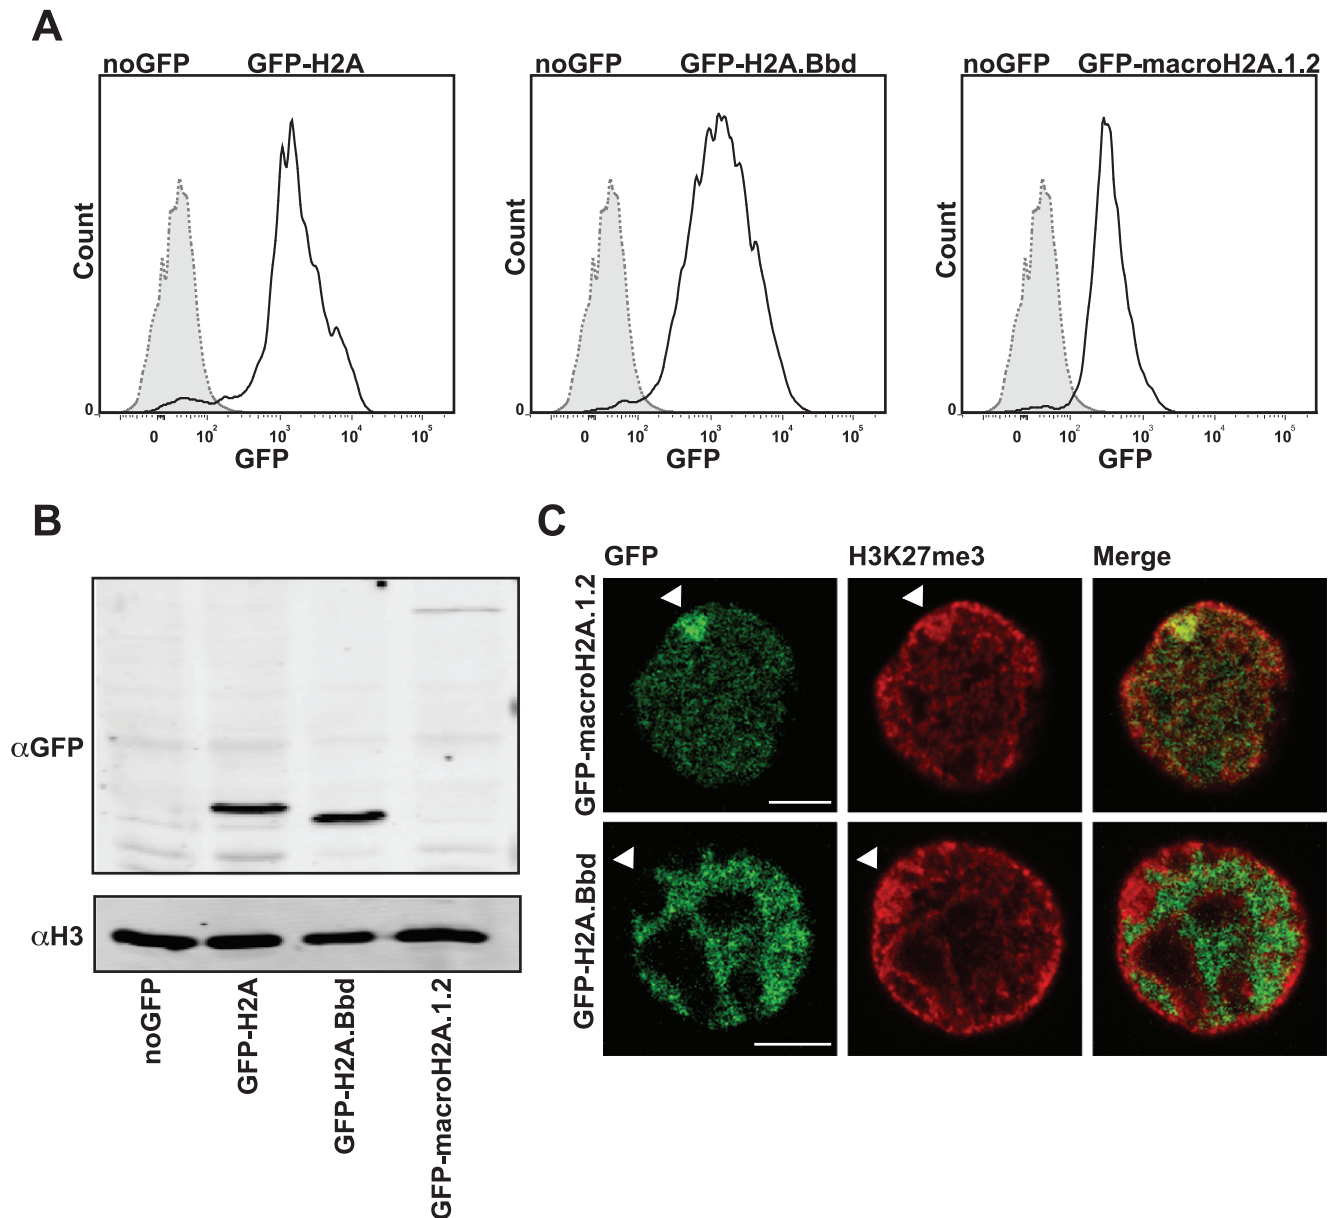 A
noGFP GFP-H2A
Count
0
0 10² 10³ 10⁴ 10⁵
GFP
noGFP GFP-H2A.Bbd
Count
0
0 10² 10³ 10⁴ 10⁵
GFP
noGFP GFP-macroH2A.1.2
Count
0
0 10² 10³ 10⁴ 10⁵
GFP
B
αGFP
αH3
noGFP
GFP-H2A
GFP-H2A.Bbd
GFP-macroH2A.1.2
C
GFP H3K27me3 Merge
GFP-macroH2A.1.2
GFP-H2A.Bbd